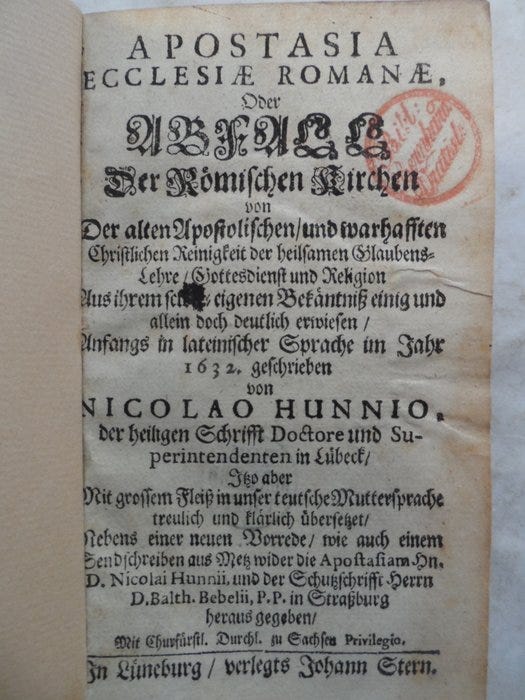 APOSTASIA
ECCLESIÆ ROMANÆ,
Oder
ABFALL
Der Römischen Kirchen
von
Der alten Apostolischen/und warhafften
Christlichen Reinigkeit der heilsamen Glaubens-
Lehre/Gottesdienst und Religion
Aus ihrem eigenen Bekäntniß einig und
allein doch deutlich erwiesen/
Anfangs in lateinischer Sprache im Jahr
1632. geschrieben
von
NICOLAO HUNNIO,
der heiligen Schrifft Doctore und Su-
perintendenten in Lübeck/
Itzo aber
Mit grossem Fleiß in unser teutsche Muttersprache
treulich und klärlich übersetzet/
Nebens einer neuen Vorrede/ wie auch einem
Sendschreiben aus Metz wider die Apostasiam Hn.
D. Nicolai Hunnii, und der Schutzschrifft Herrn
D. Balth. Bebelii, P. P. in Straßburg
heraus gegeben/
Mit Churfürstl. Durchl. zu Sachsen Privilegio.
In Lüneburg/ verlegts Johann Stern.